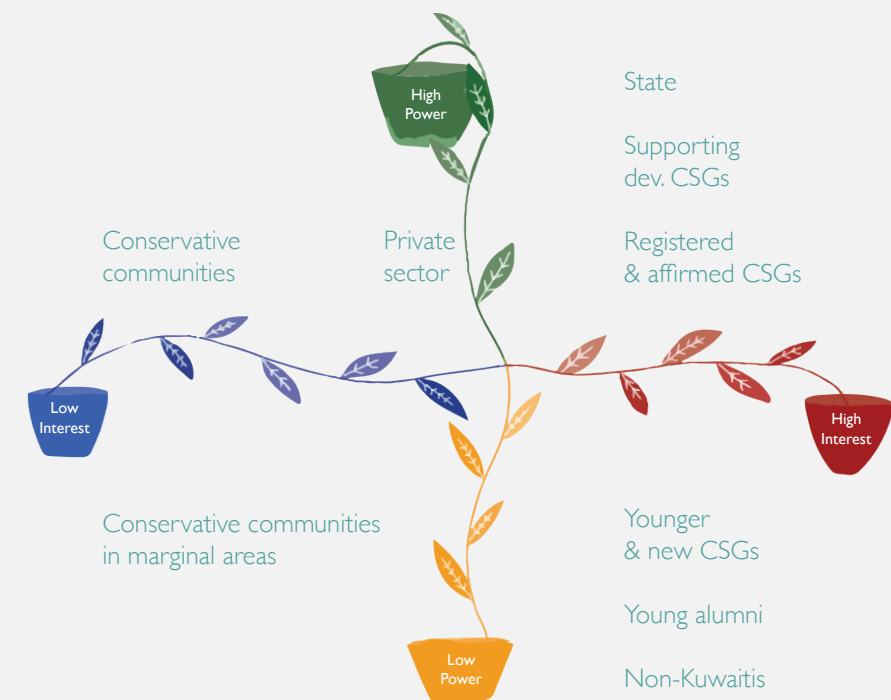 High
Power
State
Supporting
dev. CSGs
Conservative
communities
Private
sector
Registered
& affirmed CSGs
Low
Interest
High
Interest
Conservative communities
in marginal areas
Younger
& new CSGs
Young alumni
Low
Power
Non-Kuwaitis